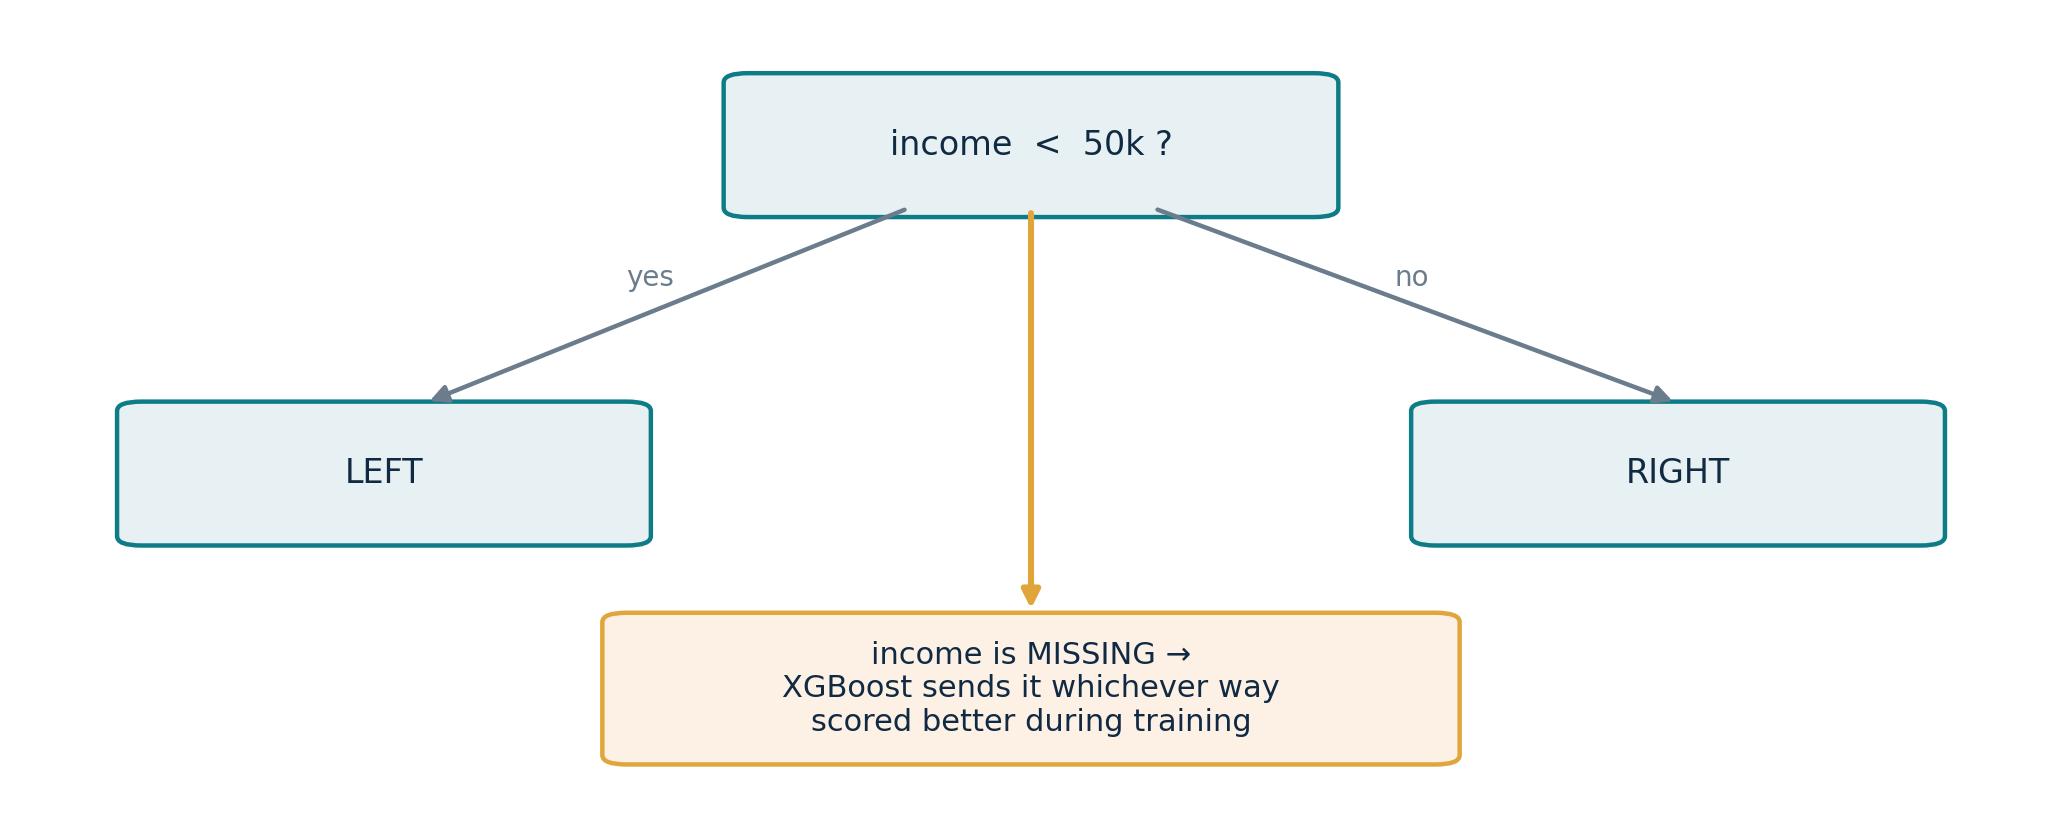 income < 50k ?
yes
no
LEFT
RIGHT
income is MISSING →
XGBoost sends it whichever way
scored better during training